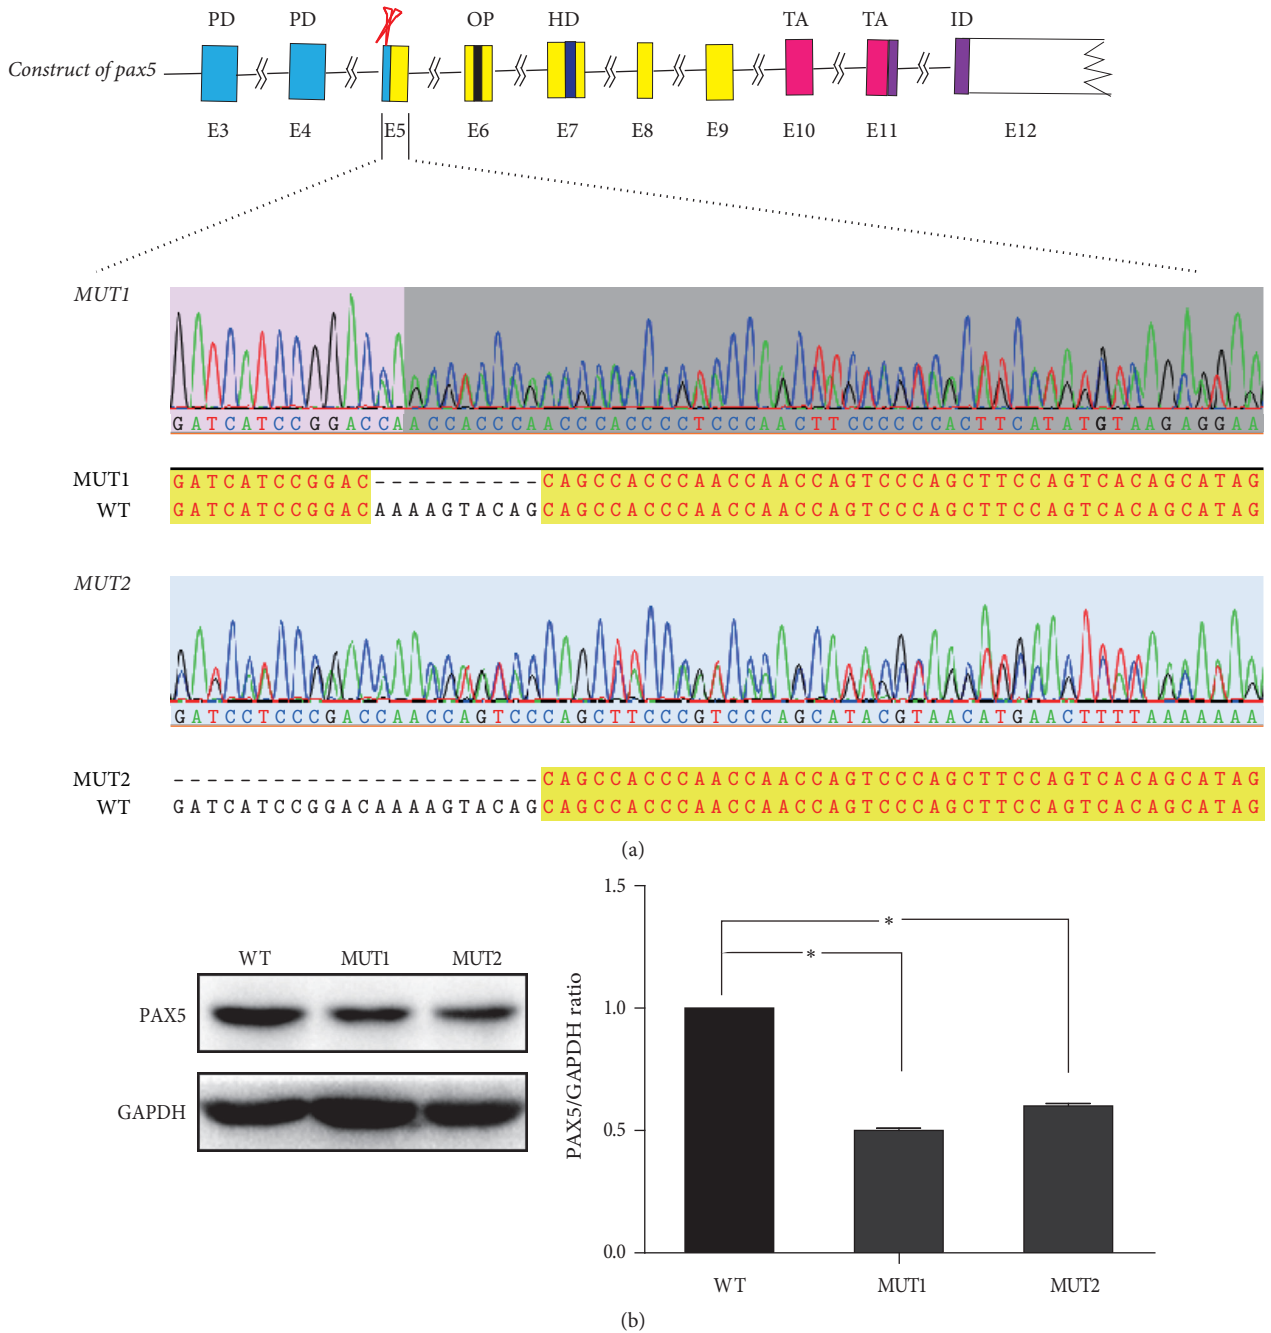 PD PD OP HD TA TA ID
Construct of pax5
E3 E4 E5 E6 E7 E8 E9 E10 E11 E12
MUT1
GATCATCCGGACCAACCACCCAACCCACCCCTCCCAACTTCCCCCCACTTCATATGTAAGAGGAA
MUT1 GATCATCCGGAC----------CAGCCACCCAACCAACCAGTCCCAGCTTCCAGTCACAGCATAG
WT GATCATCCGGACAAAAGTACAGCAGCCACCCAACCAACCAGTCCCAGCTTCCAGTCACAGCATAG
MUT2
GATCCTCCCGACCAACCAGTCCCAGCTTCCCGTCCCAGCATACGTAACATGAACTTTTAAAAAAA
MUT2 ----------------------CAGCCACCCAACCAACCAGTCCCAGCTTCCAGTCACAGCATAG
WT GATCATCCGGACAAAAGTACAGCAGCCACCCAACCAACCAGTCCCAGCTTCCAGTCACAGCATAG
(a)
WT MUT1 MUT2
PAX5
GAPDH
PAX5/GAPDH ratio
1.5
1.0
0.5
0.0
*
*
WT MUT1 MUT2
(b)